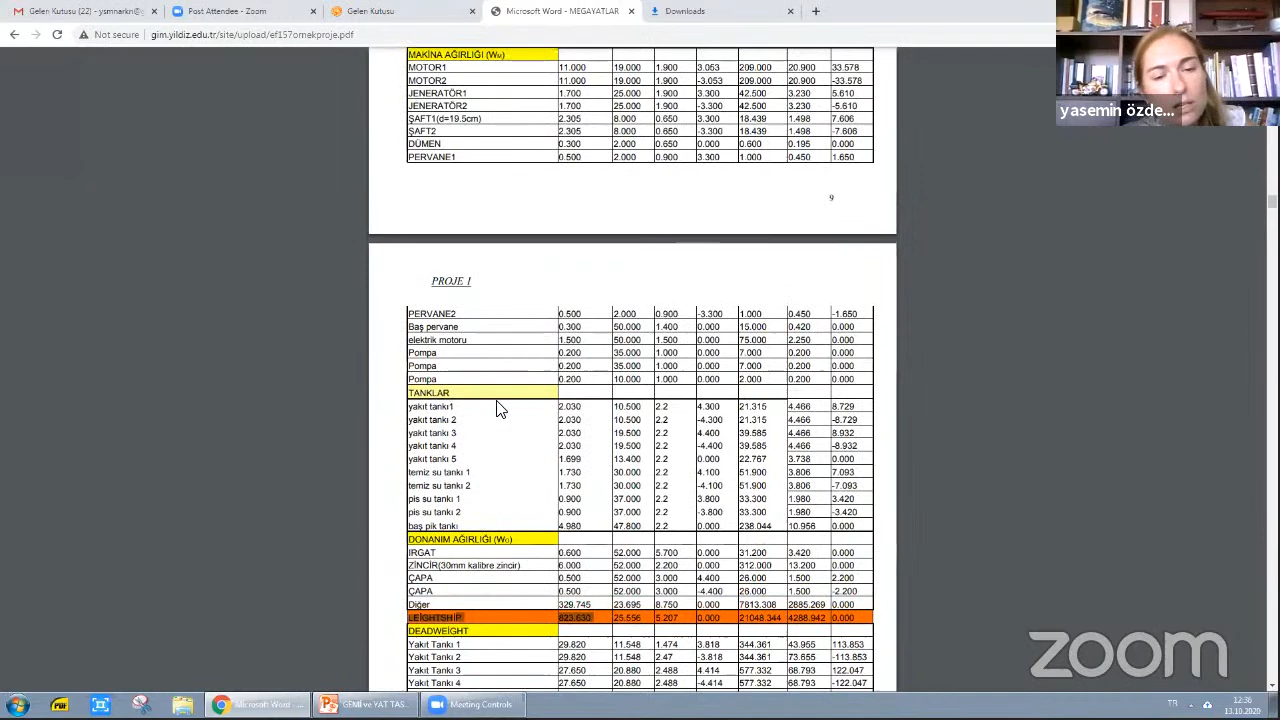 Gelen Kutusu (22) - ysmarkn@g
Post Attendee - Zoom
Gelen Kutusu
Microsoft Word - MEGAYATLAR
Downloads
Not secure | gim.yildiz.edu.tr/site/upload/ef157ornekproje.pdf
yasemin özde...
MAKİNA AĞIRLIĞI (WM)
MOTOR1 11.000 19.000 1.900 3.053 209.000 20.900 33.578
MOTOR2 11.000 19.000 1.900 -3.053 209.000 20.900 -33.578
JENERATÖR1 1.700 25.000 1.900 3.300 42.500 3.230 5.610
JENERATÖR2 1.700 25.000 1.900 -3.300 42.500 3.230 -5.610
ŞAFT1(d=19.5cm) 2.305 8.000 0.650 3.300 18.439 1.498 7.606
ŞAFT2 2.305 8.000 0.650 -3.300 18.439 1.498 -7.606
DÜMEN 0.300 2.000 0.650 0.000 0.600 0.195 0.000
PERVANE1 0.500 2.000 0.900 3.300 1.000 0.450 1.650
9
PROJE 1
PERVANE2 0.500 2.000 0.900 -3.300 1.000 0.450 -1.650
Baş pervane 0.300 50.000 1.400 0.000 15.000 0.420 0.000
elektrik motoru 1.500 50.000 1.500 0.000 75.000 2.250 0.000
Pompa 0.200 35.000 1.000 0.000 7.000 0.200 0.000
Pompa 0.200 35.000 1.000 0.000 7.000 0.200 0.000
Pompa 0.200 10.000 1.000 0.000 2.000 0.200 0.000
TANKLAR
yakıt tankı1 2.030 10.500 2.2 4.300 21.315 4.466 8.729
yakıt tankı 2 2.030 10.500 2.2 -4.300 21.315 4.466 -8.729
yakıt tankı 3 2.030 19.500 2.2 4.400 39.585 4.466 8.932
yakıt tankı 4 2.030 19.500 2.2 -4.400 39.585 4.466 -8.932
yakıt tankı 5 1.699 13.400 2.2 0.000 22.767 3.738 0.000
temiz su tankı 1 1.730 30.000 2.2 4.100 51.900 3.806 7.093
temiz su tankı 2 1.730 30.000 2.2 -4.100 51.900 3.806 -7.093
pis su tankı 1 0.900 37.000 2.2 3.800 33.300 1.980 3.420
pis su tankı 2 0.900 37.000 2.2 -3.800 33.300 1.980 -3.420
baş pik tankı 4.980 47.800 2.2 0.000 238.044 10.956 0.000
DONANIM AĞIRLIĞI (WO)
IRGAT 0.600 52.000 5.700 0.000 31.200 3.420 0.000
ZİNCİR(30mm kalibre zincir) 6.000 52.000 2.200 0.000 312.000 13.200 0.000
ÇAPA 0.500 52.000 3.000 4.400 26.000 1.500 2.200
ÇAPA 0.500 52.000 3.000 -4.400 26.000 1.500 -2.200
Diğer 329.745 23.695 8.750 0.000 7813.308 2885.269 0.000
LEİGHTSHİP 823.630 25.556 5.207 0.000 21048.344 4288.942 0.000
DEADWEIGHT
Yakıt Tankı 1 29.820 11.548 1.474 3.818 344.361 43.955 113.853
Yakıt Tankı 2 29.820 11.548 2.47 -3.818 344.361 73.655 -113.853
Yakıt Tankı 3 27.650 20.880 2.488 4.414 577.332 68.793 122.047
Yakıt Tankı 4 27.650 20.880 2.488 -4.414 577.332 68.793 -122.047
zoom
Microsoft Word - ...
GEMİ ve YAT TAS...
Meeting Controls
TR
12:36
13.10.2020